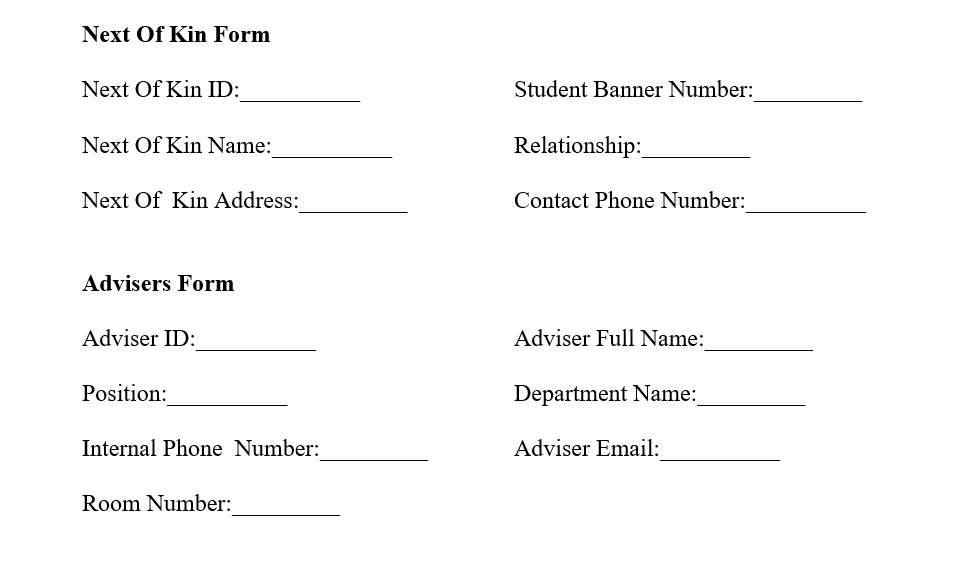 Next Of Kin Form
Next Of Kin ID:__________ Student Banner Number:_________
Next Of Kin Name:__________ Relationship:_________
Next Of  Kin Address:_________ Contact Phone Number:__________
Advisers Form
Adviser ID:__________ Adviser Full Name:_________
Position:__________ Department Name:_________
Internal Phone  Number:_________ Adviser Email:__________
Room Number:_________